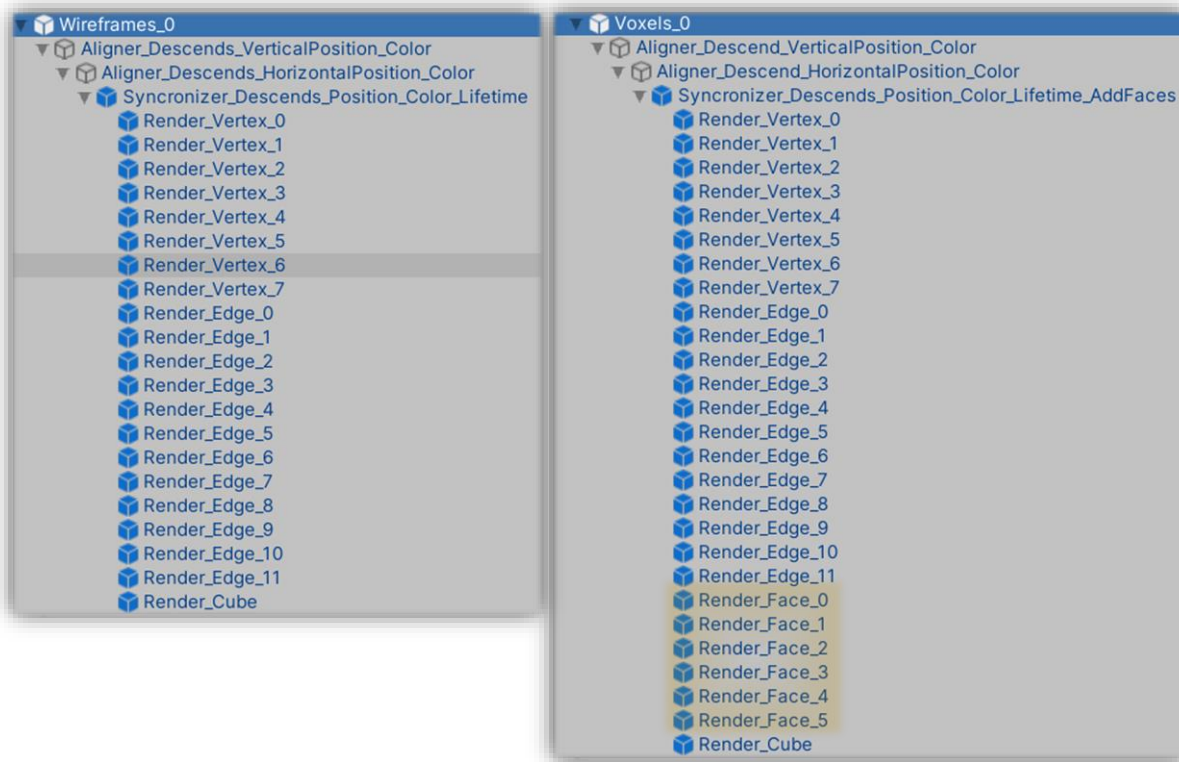 Wireframes_0
Aligner_Descends_VerticalPosition_Color
Aligner_Descends_HorizontalPosition_Color
Syncronizer_Descends_Position_Color_Lifetime
Render_Vertex_0
Render_Vertex_1
Render_Vertex_2
Render_Vertex_3
Render_Vertex_4
Render_Vertex_5
Render_Vertex_6
Render_Vertex_7
Render_Edge_0
Render_Edge_1
Render_Edge_2
Render_Edge_3
Render_Edge_4
Render_Edge_5
Render_Edge_6
Render_Edge_7
Render_Edge_8
Render_Edge_9
Render_Edge_10
Render_Edge_11
Render_Cube
Voxels_0
Aligner_Descend_VerticalPosition_Color
Aligner_Descend_HorizontalPosition_Color
Syncronizer_Descends_Position_Color_Lifetime_AddFaces
Render_Vertex_0
Render_Vertex_1
Render_Vertex_2
Render_Vertex_3
Render_Vertex_4
Render_Vertex_5
Render_Vertex_6
Render_Vertex_7
Render_Edge_0
Render_Edge_1
Render_Edge_2
Render_Edge_3
Render_Edge_4
Render_Edge_5
Render_Edge_6
Render_Edge_7
Render_Edge_8
Render_Edge_9
Render_Edge_10
Render_Edge_11
Render_Face_0
Render_Face_1
Render_Face_2
Render_Face_3
Render_Face_4
Render_Face_5
Render_Cube